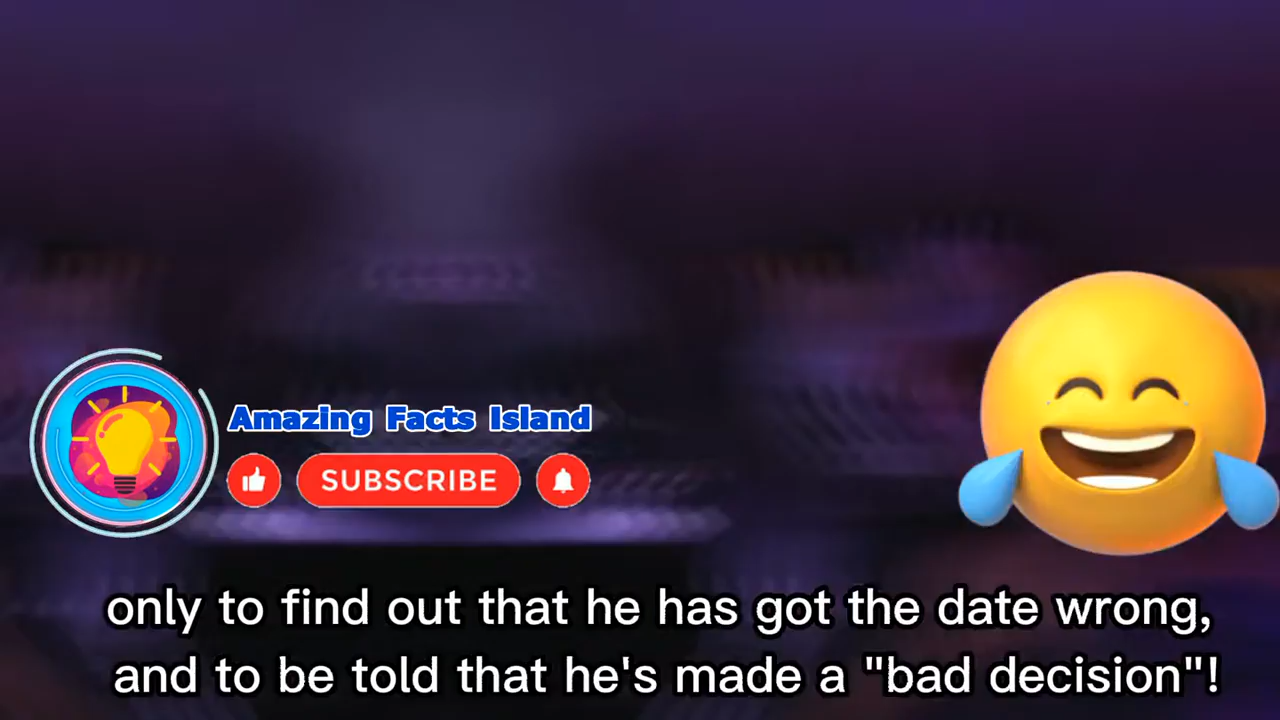 Amazing Facts Island
SUBSCRIBE
only to find out that he has got the date wrong,
and to be told that he's made a "bad decision"!